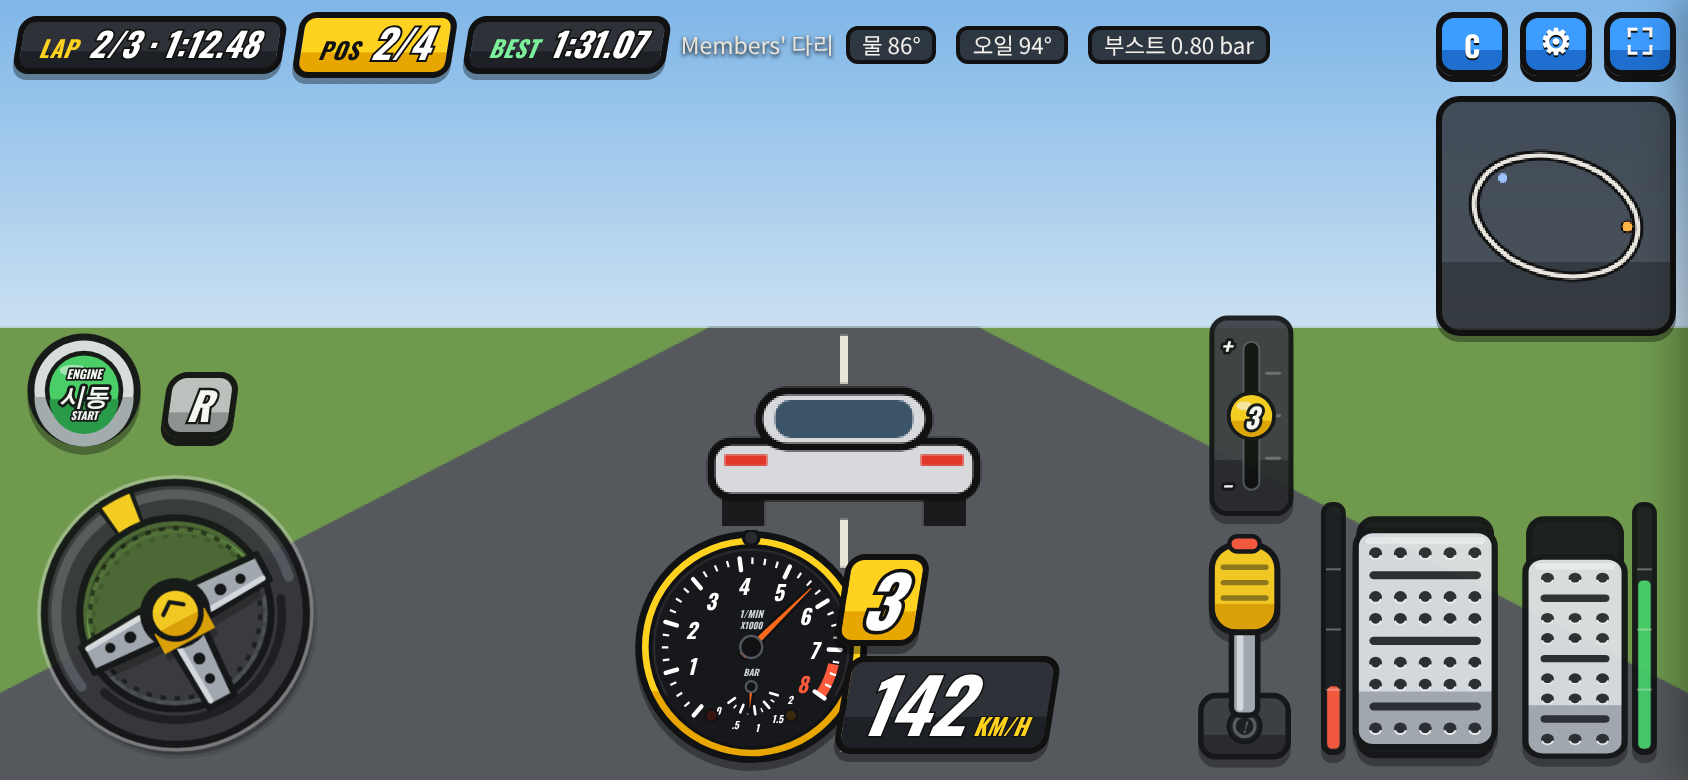 LAP 2/3 · 1:12.48
POS 2/4
BEST 1:31.07
Members' 다리
물 86°
오일 94°
부스트 0.80 bar
C
ENGINE
시동
START
R
+
3
-
1 2 3 4 5 6 7 8
1/MIN
X1000
BAR
0 .5 1 1.5 2
3
142 KM/H